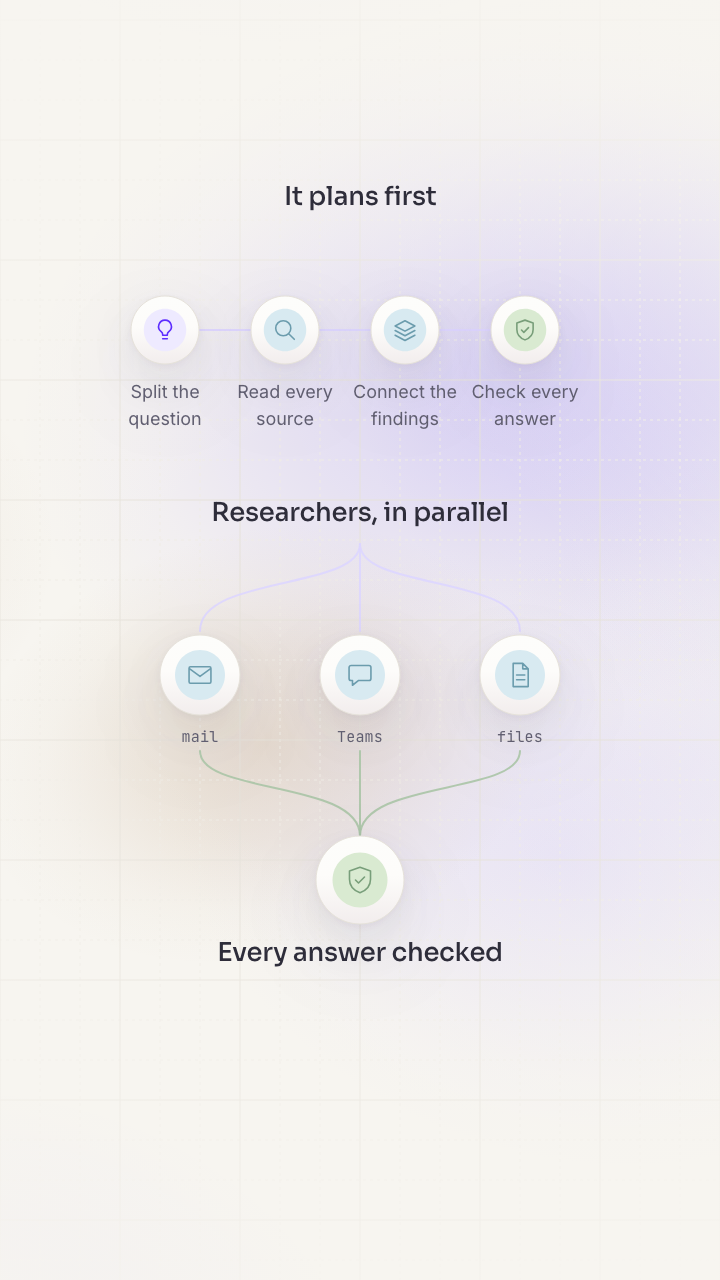 It plans first
Split the question
Read every source
Connect the findings
Check every answer
Researchers, in parallel
mail
Teams
files
Every answer checked